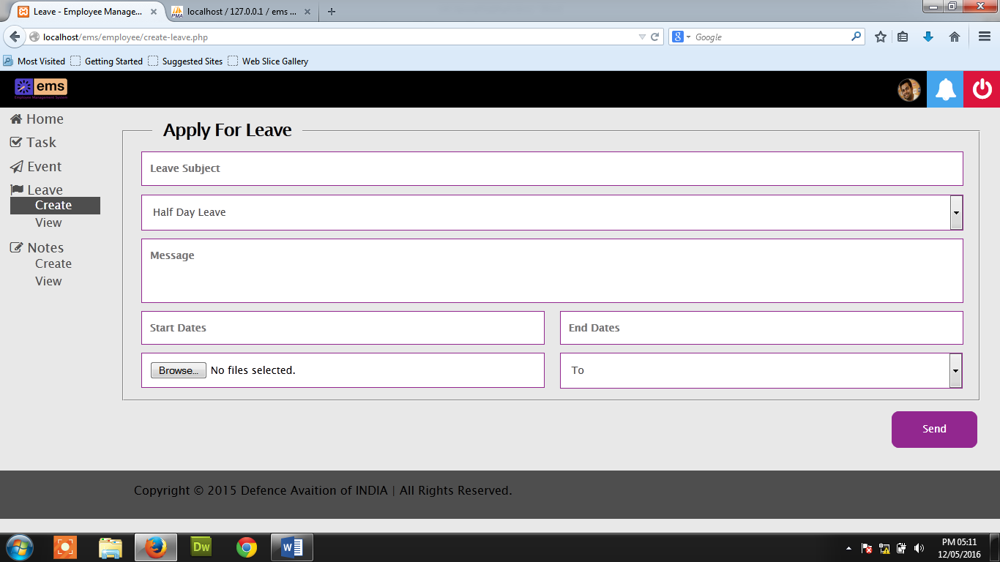 Leave - Employee Manage...
localhost / 127.0.0.1 / ems ...
localhost/ems/employee/create-leave.php
Google
Most Visited
Getting Started
Suggested Sites
Web Slice Gallery
ems
Employee Management System
Home
Task
Event
Leave
Create
View
Notes
Create
View
Apply For Leave
Leave Subject
Half Day Leave
Message
Start Dates
End Dates
Browse... No files selected.
To
Send
Copyright © 2015 Defence Avaition of INDIA | All Rights Reserved.
Dw
PM 05:11
12/05/2016